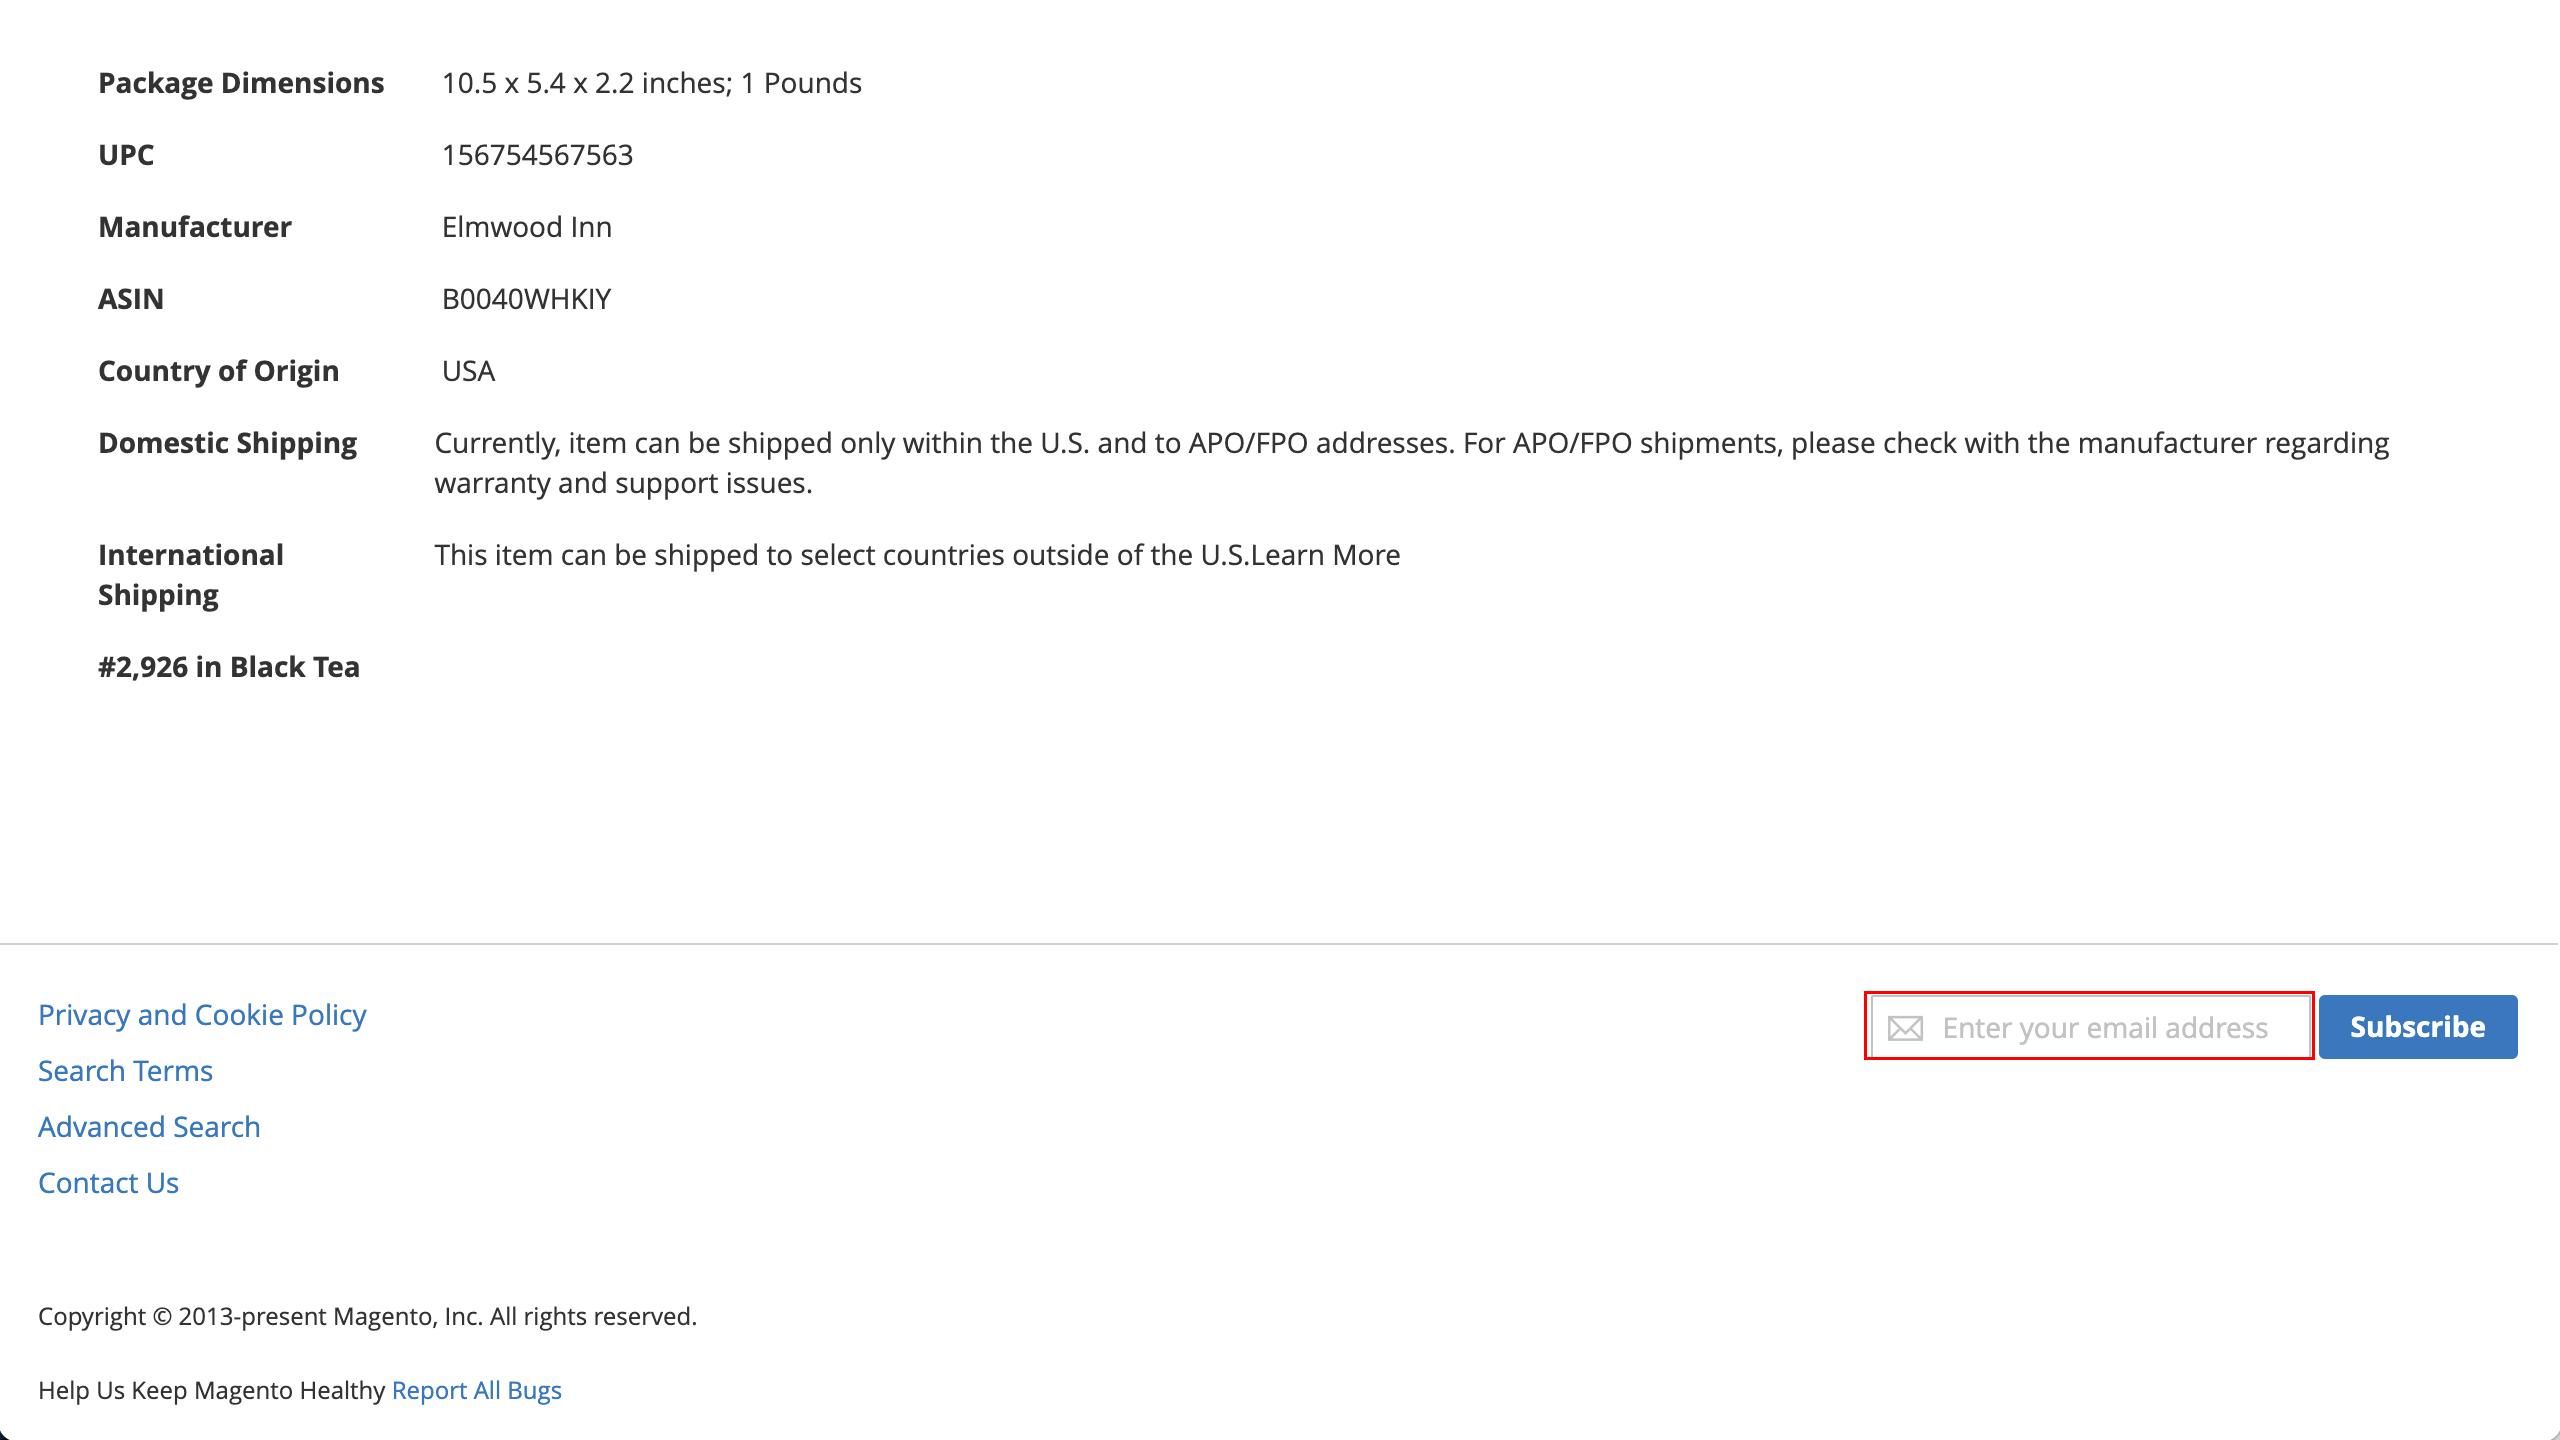 Package Dimensions 10.5 x 5.4 x 2.2 inches; 1 Pounds
UPC 156754567563
Manufacturer Elmwood Inn
ASIN B0040WHKIY
Country of Origin USA
Domestic Shipping Currently, item can be shipped only within the U.S. and to APO/FPO addresses. For APO/FPO shipments, please check with the manufacturer regarding
warranty and support issues.
International This item can be shipped to select countries outside of the U.S.Learn More
Shipping
#2,926 in Black Tea
Privacy and Cookie Policy
Search Terms
Advanced Search
Contact Us
Enter your email address Subscribe
Copyright © 2013-present Magento, Inc. All rights reserved.
Help Us Keep Magento Healthy Report All Bugs